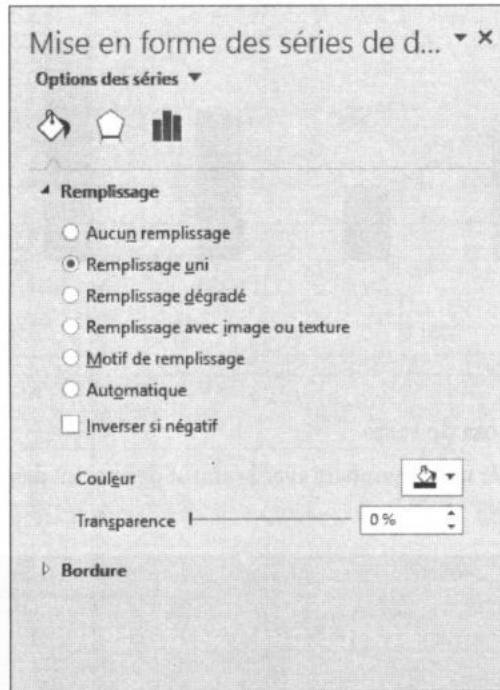 Mise en forme des séries de d...
Options des séries
Remplissage
Aucun remplissage
Remplissage uni
Remplissage dégradé
Remplissage avec image ou texture
Motif de remplissage
Automatique
Inverser si négatif
Couleur
Transparence 0 %
Bordure